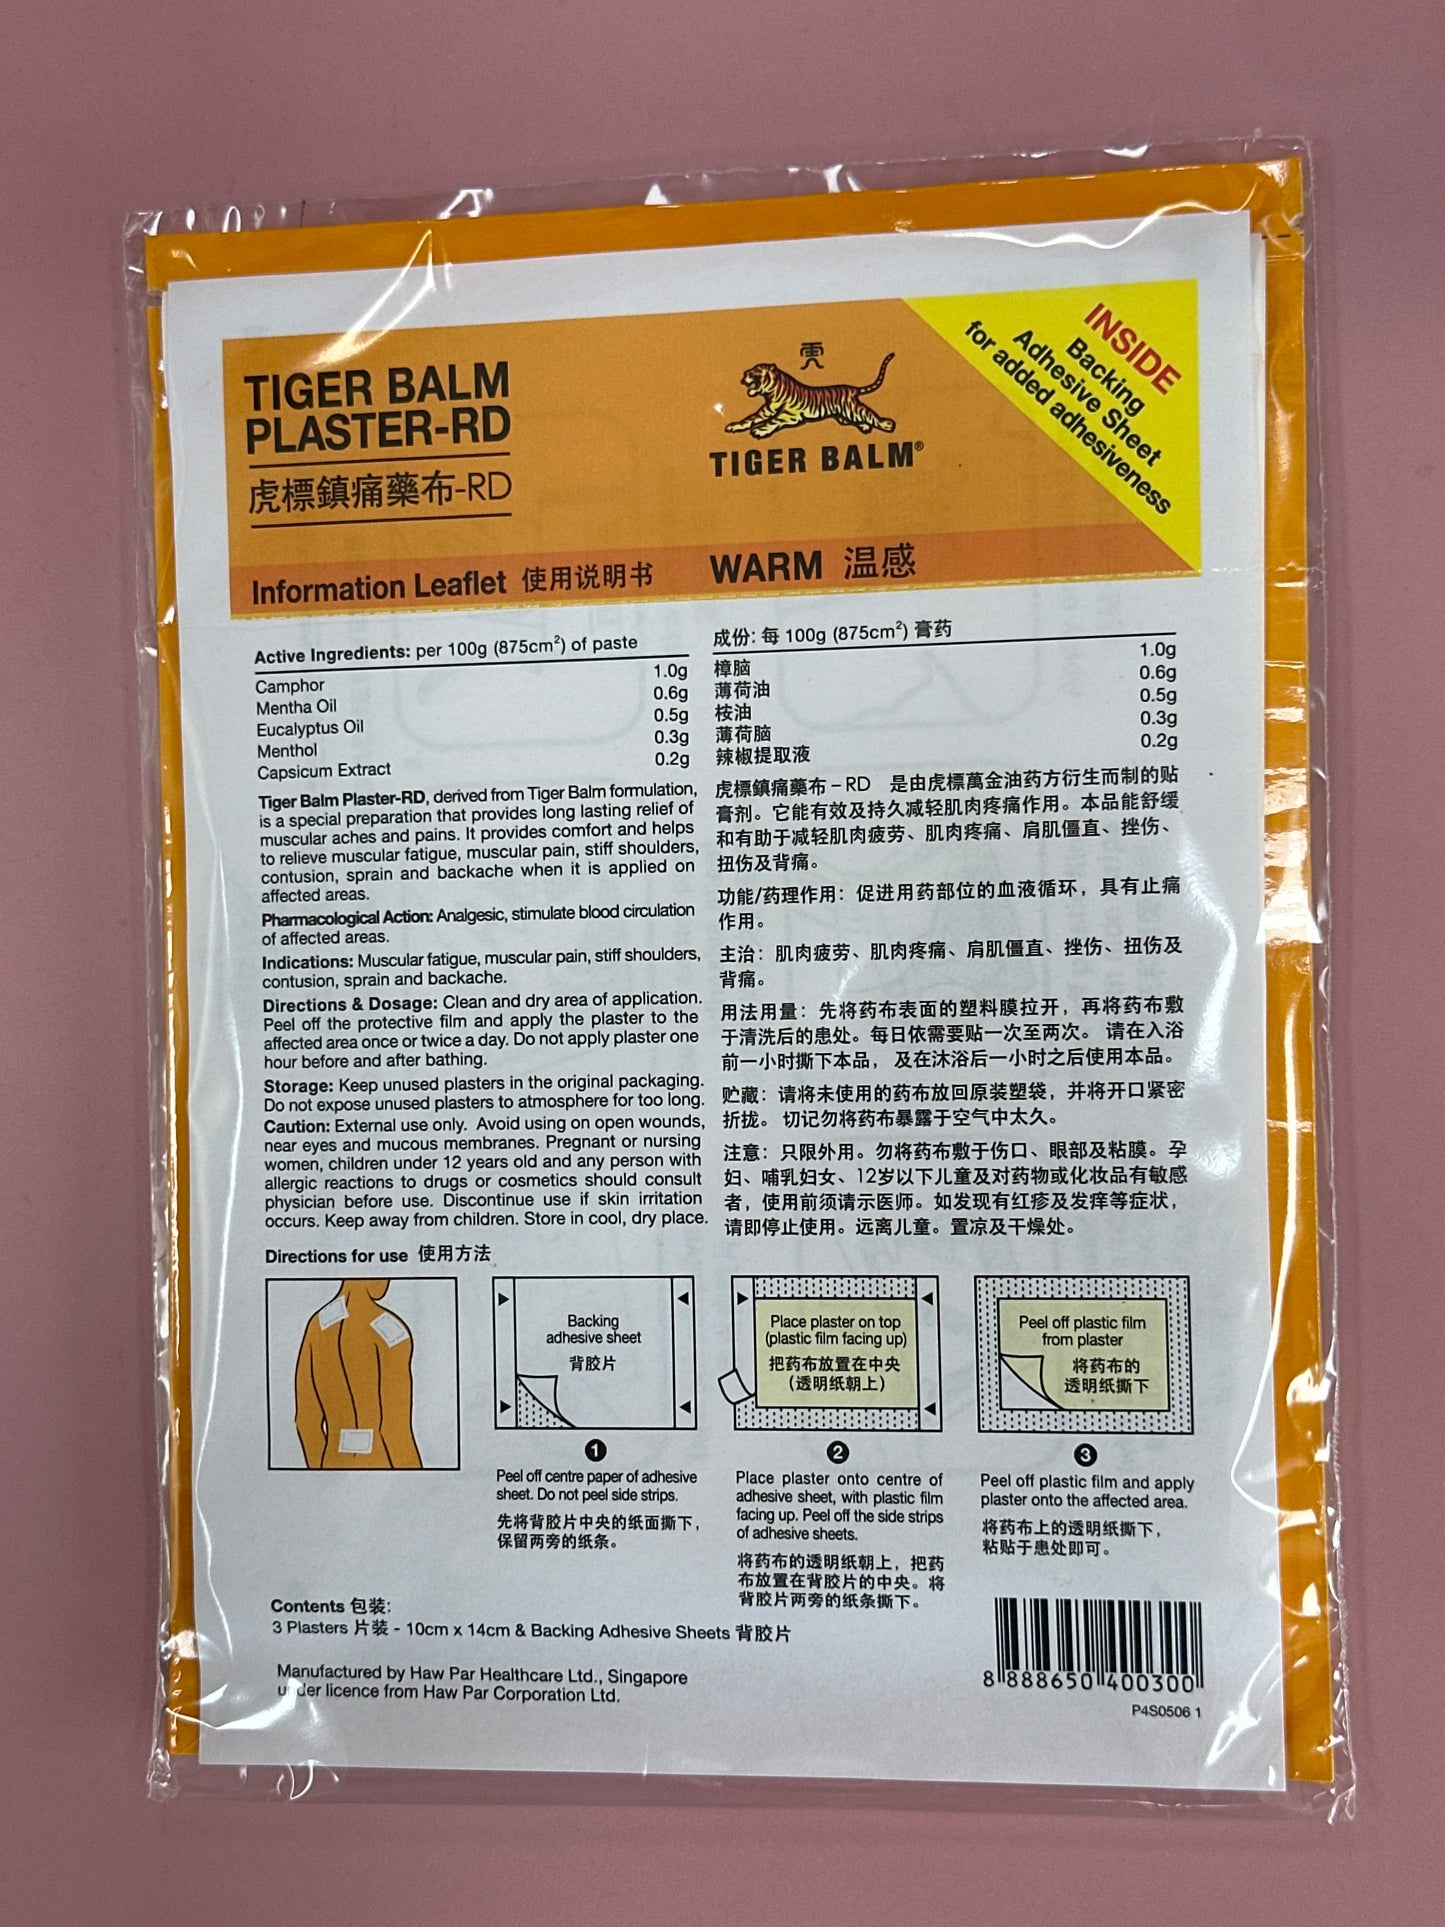 INSIDE
Backing
Adhesive Sheet
for added adhesiveness
TIGER BALM
PLASTER-RD
虎標鎮痛藥布-RD
TIGER BALM®
Information Leaflet 使用说明书
WARM 温感
Active Ingredients: per 100g (875cm²) of paste
Camphor 1.0g
Mentha Oil 0.6g
Eucalyptus Oil 0.5g
Menthol 0.3g
Capsicum Extract 0.2g
Tiger Balm Plaster-RD, derived from Tiger Balm formulation,
is a special preparation that provides long lasting relief of
muscular aches and pains. It provides comfort and helps
to relieve muscular fatigue, muscular pain, stiff shoulders,
contusion, sprain and backache when it is applied on
affected areas.
Pharmacological Action: Analgesic, stimulate blood circulation
of affected areas.
Indications: Muscular fatigue, muscular pain, stiff shoulders,
contusion, sprain and backache.
Directions & Dosage: Clean and dry area of application.
Peel off the protective film and apply the plaster to the
affected area once or twice a day. Do not apply plaster one
hour before and after bathing.
Storage: Keep unused plasters in the original packaging.
Do not expose unused plasters to atmosphere for too long.
Caution: External use only. Avoid using on open wounds,
near eyes and mucous membranes. Pregnant or nursing
women, children under 12 years old and any person with
allergic reactions to drugs or cosmetics should consult
physician before use. Discontinue use if skin irritation
occurs. Keep away from children. Store in cool, dry place.
成份: 每 100g (875cm²) 膏药
樟脑 1.0g
薄荷油 0.6g
桉油 0.5g
薄荷脑 0.3g
辣椒提取液 0.2g
虎標鎮痛藥布－RD 是由虎標萬金油药方衍生而制的贴
膏剂。它能有效及持久减轻肌肉疼痛作用。本品能舒缓
和有助于减轻肌肉疲劳、肌肉疼痛、肩肌僵直、挫伤、
扭伤及背痛。
功能/药理作用: 促进用药部位的血液循环，具有止痛
作用。
主治: 肌肉疲劳、肌肉疼痛、肩肌僵直、挫伤、扭伤及
背痛。
用法用量: 先将药布表面的塑料膜拉开，再将药布敷
于清洗后的患处。每日依需要贴一次至两次。 请在入浴
前一小时撕下本品，及在沐浴后一小时之后使用本品。
贮藏: 请将未使用的药布放回原装塑袋，并将开口紧密
折拢。 切记勿将药布暴露于空气中太久。
注意: 只限外用。勿将药布敷于伤口、眼部及粘膜。孕
妇、哺乳妇女、12岁以下儿童及对药物或化妆品有敏感
者，使用前须请示医师。如发现有红疹及发痒等症状，
请即停止使用。远离儿童。置凉及干燥处。
Directions for use 使用方法
Backing
adhesive sheet
背胶片
1
Peel off centre paper of adhesive
sheet. Do not peel side strips.
先将背胶片中央的纸面撕下，
保留两旁的纸条。
Place plaster on top
(plastic film facing up)
把药布放置在中央
（透明纸朝上）
2
Place plaster onto centre of
adhesive sheet, with plastic film
facing up. Peel off the side strips
of adhesive sheets.
将药布的透明纸朝上，把药
布放置在背胶片的中央。将
背胶片两旁的纸条撕下。
Peel off plastic film
from plaster
将药布的
透明纸撕下
3
Peel off plastic film and apply
plaster onto the affected area.
将药布上的透明纸撕下，
粘贴于患处即可。
Contents 包装:
3 Plasters 片装 - 10cm x 14cm & Backing Adhesive Sheets 背胶片
Manufactured by Haw Par Healthcare Ltd., Singapore
under licence from Haw Par Corporation Ltd.
8 888650 400300
P4S0506 1